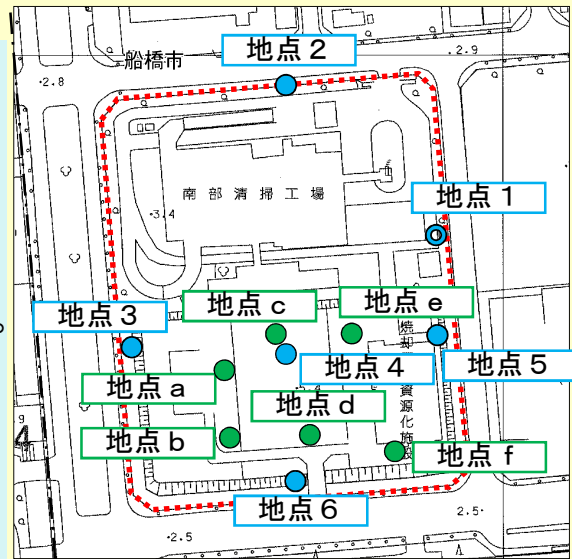 船橋市
地点2
・2.9
・2.8
南部清掃工場
・3.4
地点1
地点c
地点e
地点3
地点4
地点5
地点a
地点d
地点b
地点f
地点6
・2.5
2.5・